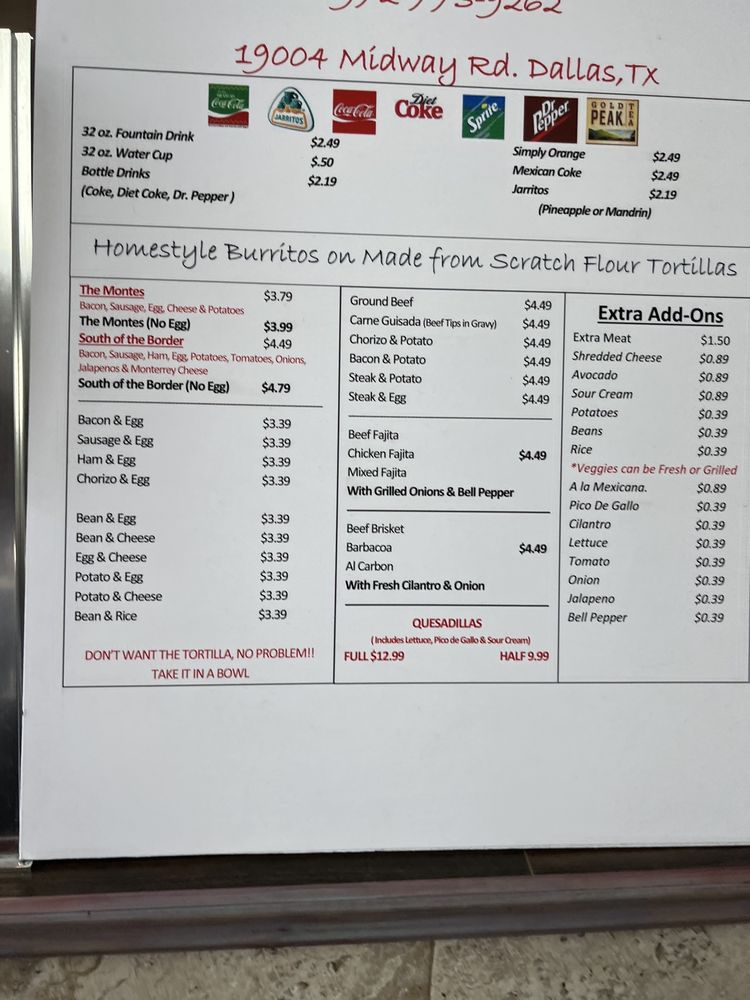 19004 Midway Rd. Dallas,TX
Coca-Cola
JARRITOS
Coca-Cola
Diet Coke
Sprite
Dr Pepper
GOLD PEAK TEA
32 oz. Fountain Drink $2.49
32 oz. Water Cup $.50
Bottle Drinks $2.19
(Coke, Diet Coke, Dr. Pepper )
Simply Orange $2.49
Mexican Coke $2.49
Jarritos $2.19
(Pineapple or Mandrin)
Homestyle Burritos on Made from Scratch Flour Tortillas
The Montes $3.79
Bacon, Sausage, Egg, Cheese & Potatoes
The Montes (No Egg) $3.99
South of the Border $4.49
Bacon, Sausage, Ham, Egg, Potatoes, Tomatoes, Onions,
Jalapenos & Monterrey Cheese
South of the Border (No Egg) $4.79
Bacon & Egg $3.39
Sausage & Egg $3.39
Ham & Egg $3.39
Chorizo & Egg $3.39
Bean & Egg $3.39
Bean & Cheese $3.39
Egg & Cheese $3.39
Potato & Egg $3.39
Potato & Cheese $3.39
Bean & Rice $3.39
DON'T WANT THE TORTILLA, NO PROBLEM!!
TAKE IT IN A BOWL
Ground Beef $4.49
Carne Guisada (Beef Tips in Gravy) $4.49
Chorizo & Potato $4.49
Bacon & Potato $4.49
Steak & Potato $4.49
Steak & Egg $4.49
Beef Fajita
Chicken Fajita $4.49
Mixed Fajita
With Grilled Onions & Bell Pepper
Beef Brisket
Barbacoa $4.49
Al Carbon
With Fresh Cilantro & Onion
QUESADILLAS
( Includes Lettuce, Pico de Gallo & Sour Cream)
FULL $12.99 HALF 9.99
Extra Add-Ons
Extra Meat $1.50
Shredded Cheese $0.89
Avocado $0.89
Sour Cream $0.89
Potatoes $0.39
Beans $0.39
Rice $0.39
*Veggies can be Fresh or Grilled
A la Mexicana. $0.89
Pico De Gallo $0.39
Cilantro $0.39
Lettuce $0.39
Tomato $0.39
Onion $0.39
Jalapeno $0.39
Bell Pepper $0.39